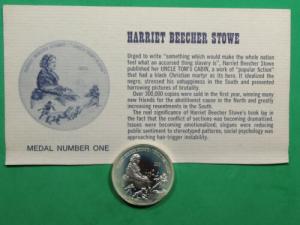 HARRIET BEECHER STOWE
Urged to write "something which would make the whole nation
feel what an accursed thing slavery is", Harriet Beecher Stowe
published her UNCLE TOM'S CABIN, a work of "popular fiction"
that had a black Christian martyr as its hero. It idealized the
negro, stressed his unhappiness in the South and presented
horrowing pictures of brutality.
Over 300,000 copies were sold in the first year, winning many
new friends for the abolitionist cause in the North and greatly
increasing resentments in the South.
The real significance of Harriet Beecher Stowe's book lay in
the fact that the conflict of sections was becoming dramatized.
Issues were becoming emotionalized, slogans were reducing
public sentiment to stereotyped patterns, social psychology was
approaching hair-trigger instability.
MEDAL NUMBER ONE